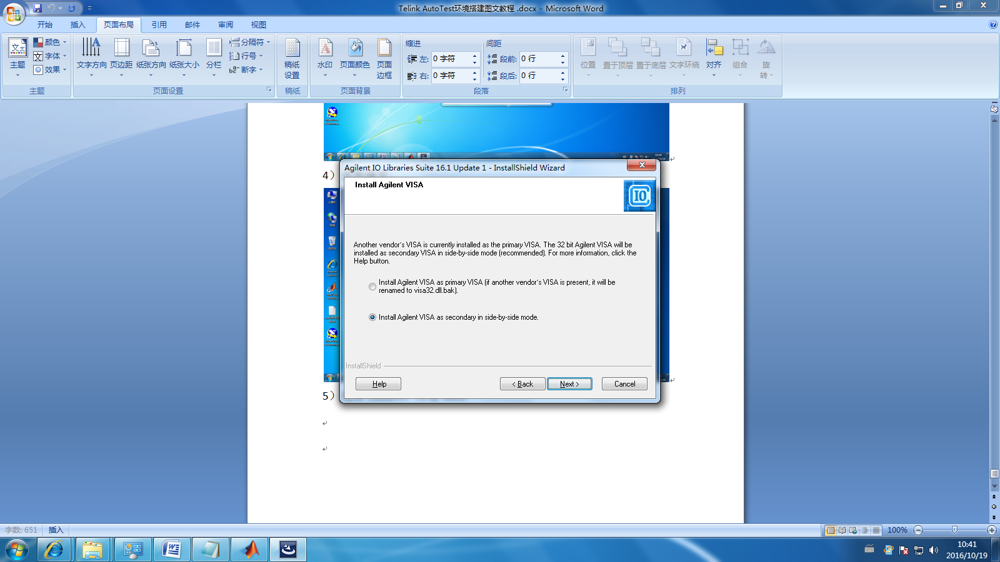 Telink AutoTest环境搭建图文教程 .docx - Microsoft Word
开始 插入 页面布局 引用 邮件 审阅 视图
主题 颜色 字体 效果
文字方向 页边距 纸张方向 纸张大小 分栏 分隔符 行号 断字
稿纸
设置
水印 页面颜色 页面
边框
缩进 间距
左: 0 字符 段前: 0 行
右: 0 字符 段后: 0 行
位置 置于顶层 置于底层 文字环绕 对齐 组合 旋
转
主题 页面设置 稿纸 页面背景 段落 排列
4）
Agilent IO Libraries Suite 16.1 Update 1 - InstallShield Wizard
Install Agilent VISA
IO
Another vendor's VISA is currently installed as the primary VISA. The 32 bit Agilent VISA will be
installed as secondary VISA in side-by-side mode (recommended). For more information, click the
Help button.
Install Agilent VISA as primary VISA (if another vendor's VISA is present, it will be
renamed to visa32.dll.bak).
Install Agilent VISA as secondary in side-by-side mode.
InstallShield
Help < Back Next > Cancel
5）
字数: 651 插入 100%
10:41
2016/10/19